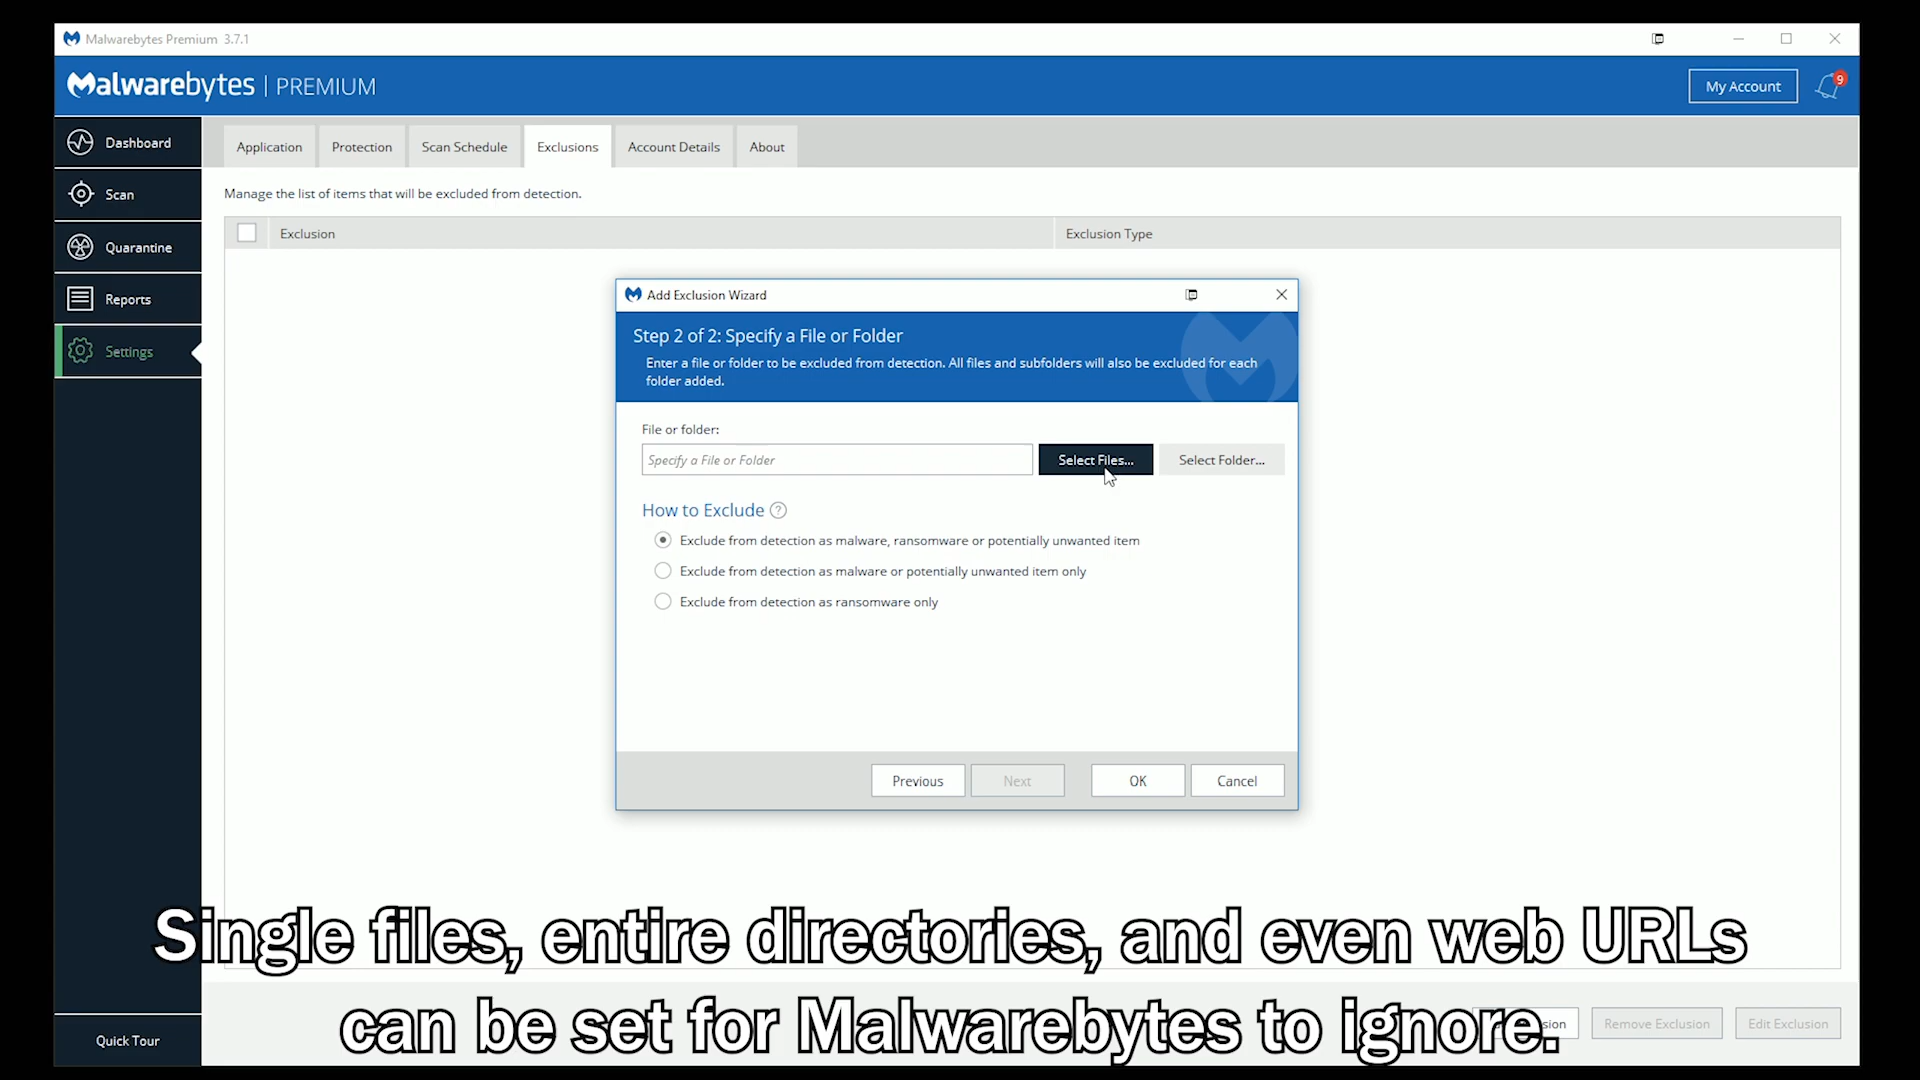 Malwarebytes Premium 3.7.1
Malwarebytes | PREMIUM
My Account
9
Dashboard
Scan
Quarantine
Reports
Settings
Quick Tour
Application
Protection
Scan Schedule
Exclusions
Account Details
About
Manage the list of items that will be excluded from detection.
Exclusion
Exclusion Type
Add Exclusion Wizard
Step 2 of 2: Specify a File or Folder
Enter a file or folder to be excluded from detection. All files and subfolders will also be excluded for each
folder added.
File or folder:
Specify a File or Folder
Select Files...
Select Folder...
How to Exclude ?
Exclude from detection as malware, ransomware or potentially unwanted item
Exclude from detection as malware or potentially unwanted item only
Exclude from detection as ransomware only
Previous
Next
OK
Cancel
Remove Exclusion
Edit Exclusion
Single files, entire directories, and even web URLs
can be set for Malwarebytes to ignore.